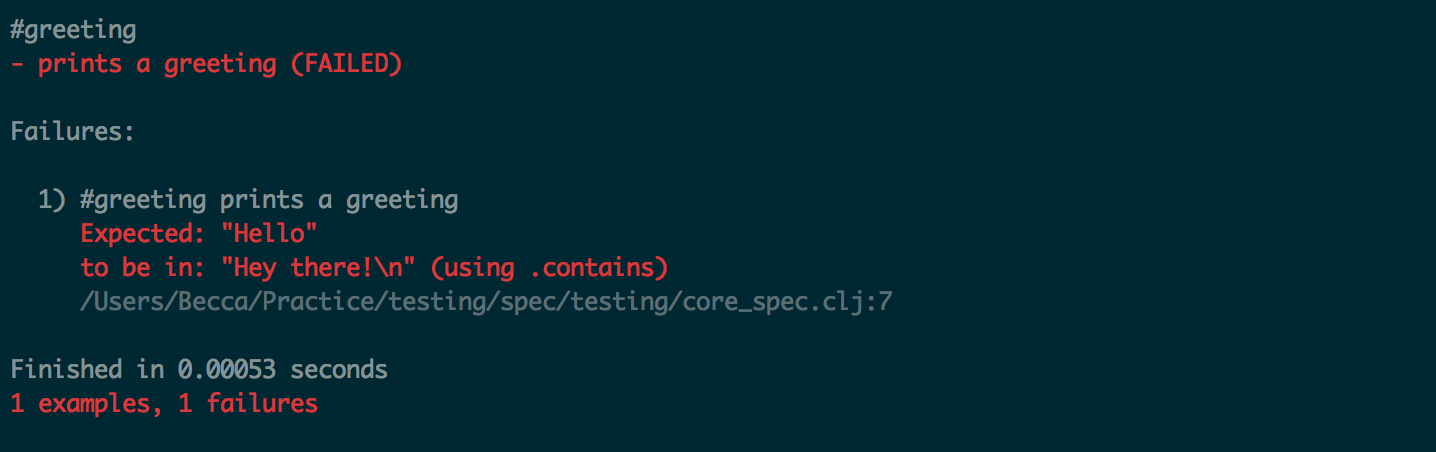 #greeting
- prints a greeting (FAILED)
Failures:
1) #greeting prints a greeting
Expected: "Hello"
to be in: "Hey there!\n" (using .contains)
/Users/Becca/Practice/testing/spec/testing/core_spec.clj:7
Finished in 0.00053 seconds
1 examples, 1 failures